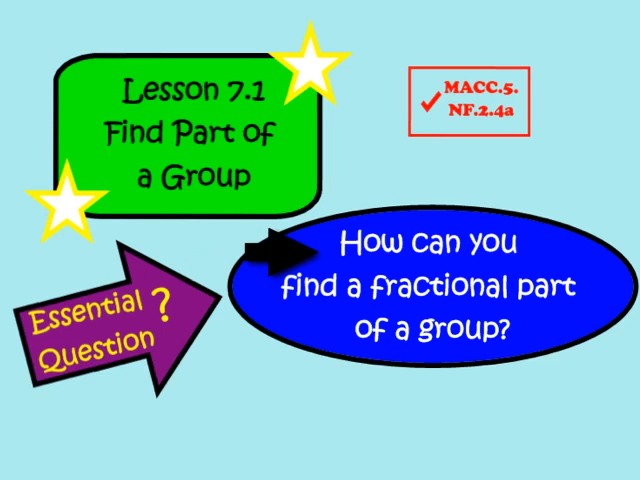 Lesson 7.1
Find Part of
a Group
MACC.5.
NF.2.4a
Essential ?
Question
How can you
find a fractional part
of a group?